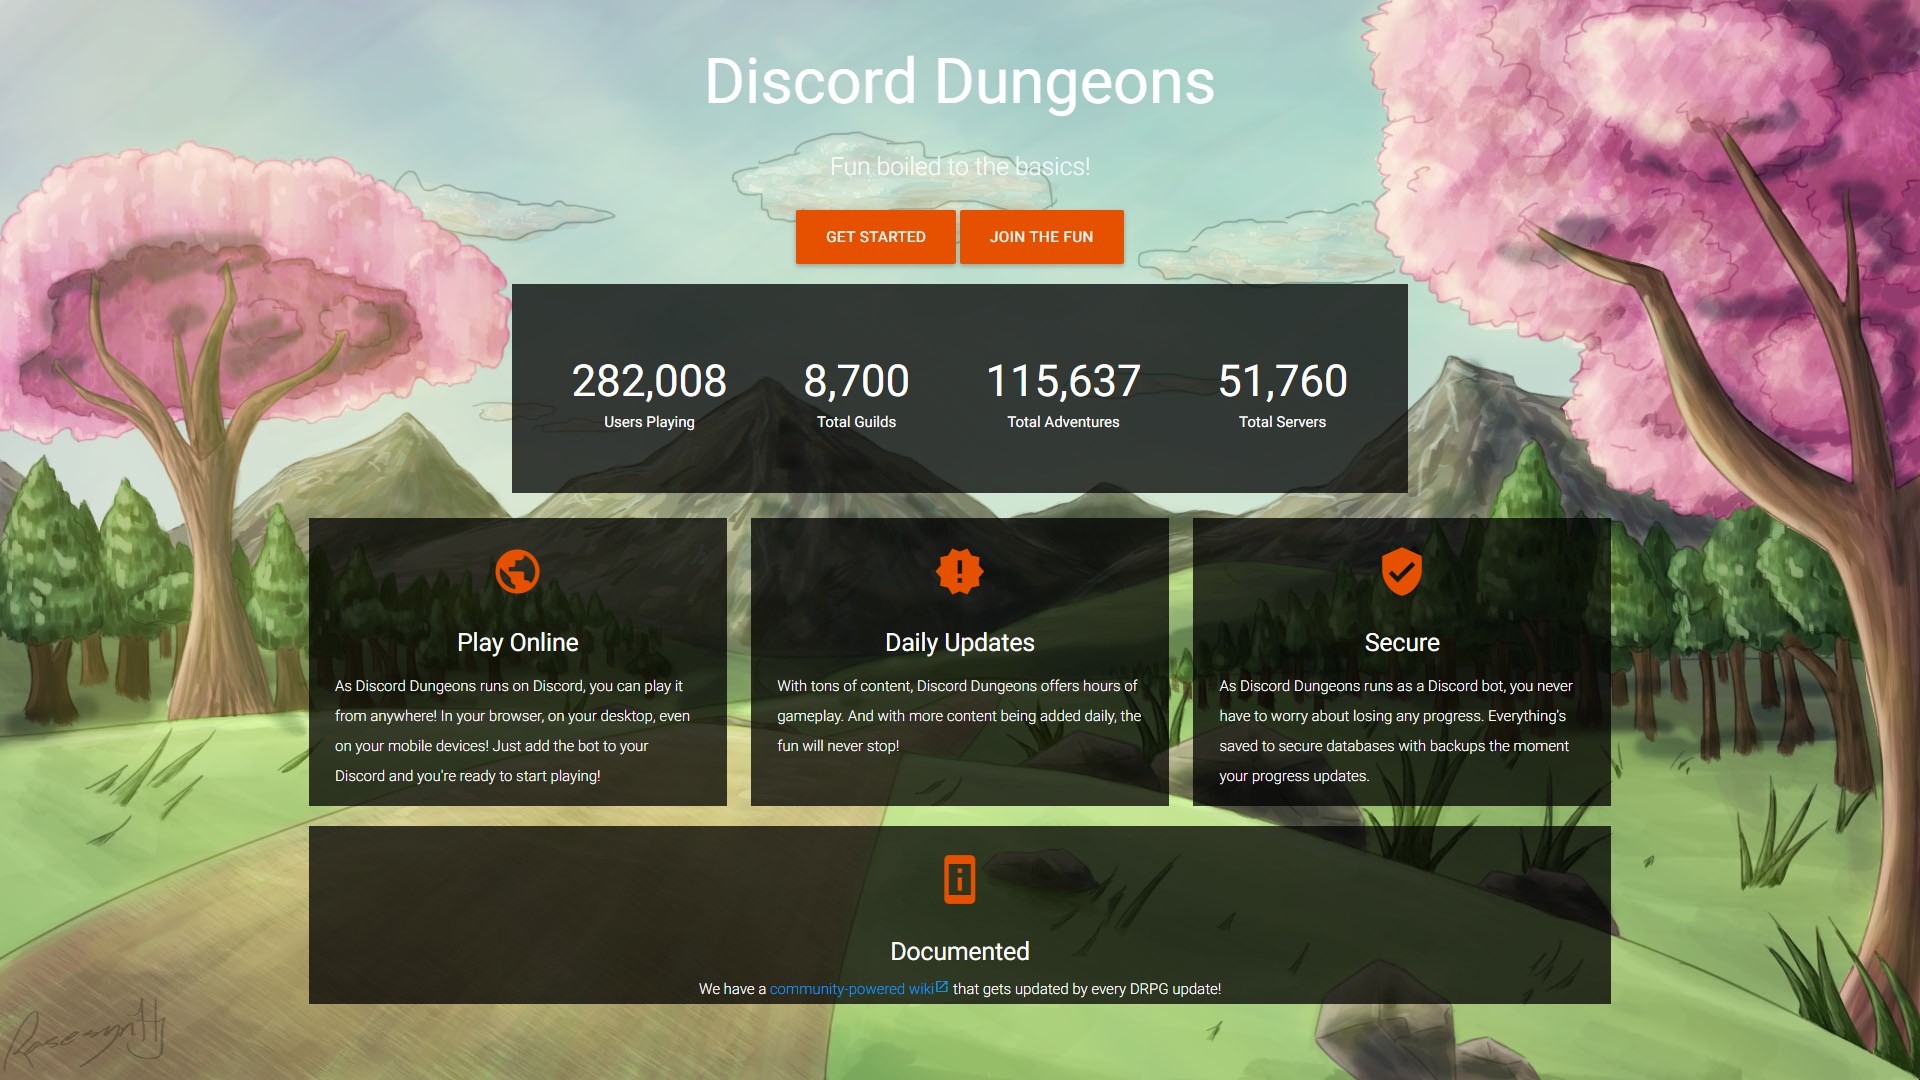 Discord Dungeons
Fun boiled to the basics!
GET STARTED
JOIN THE FUN
282,008
Users Playing
8,700
Total Guilds
115,637
Total Adventures
51,760
Total Servers
Play Online
As Discord Dungeons runs on Discord, you can play it
from anywhere! In your browser, on your desktop, even
on your mobile devices! Just add the bot to your
Discord and you're ready to start playing!
Daily Updates
With tons of content, Discord Dungeons offers hours of
gameplay. And with more content being added daily, the
fun will never stop!
Secure
As Discord Dungeons runs as a Discord bot, you never
have to worry about losing any progress. Everything's
saved to secure databases with backups the moment
your progress updates.
Documented
We have a community-powered wiki that gets updated by every DRPG update!